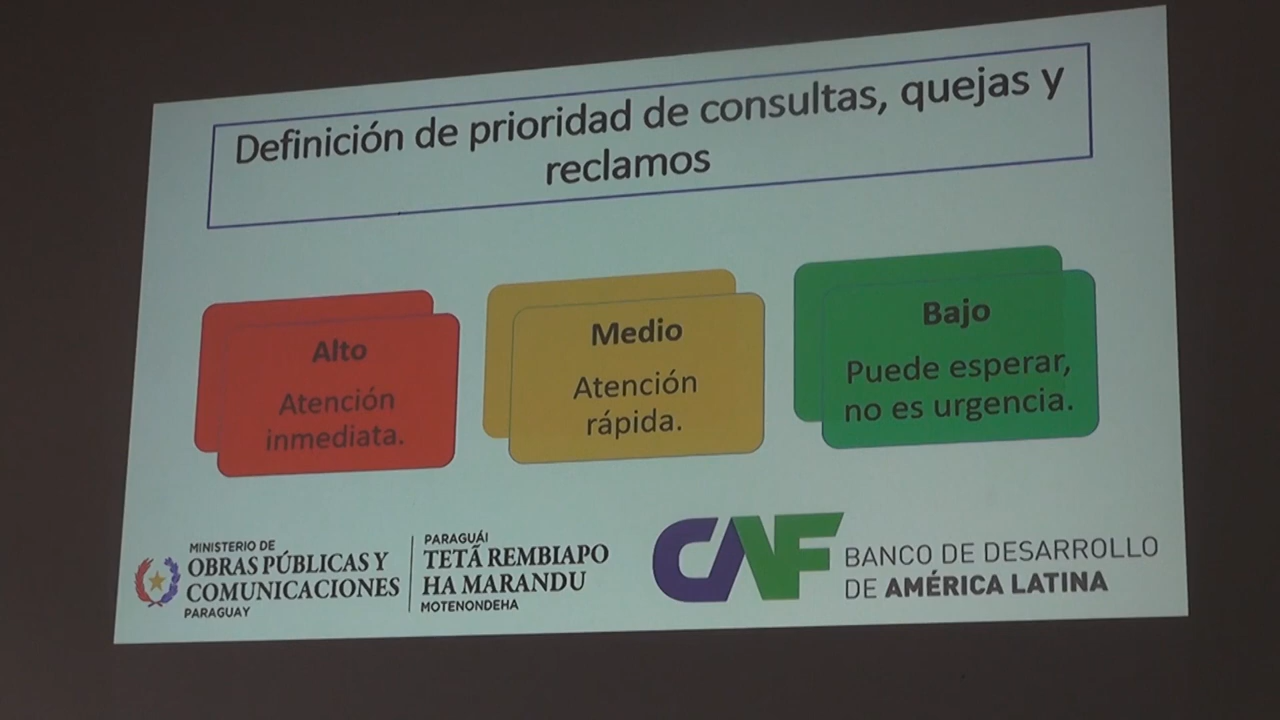 Definición de prioridad de consultas, quejas y
reclamos
Alto
Atención
inmediata.
Medio
Atención
rápida.
Bajo
Puede esperar,
no es urgencia.
MINISTERIO DE
OBRAS PÚBLICAS Y
COMUNICACIONES
PARAGUAY
PARAGUÁI
TETÃ REMBIAPO
HA MARANDU
MOTENONDEHA
CAF
BANCO DE DESARROLLO
DE AMÉRICA LATINA